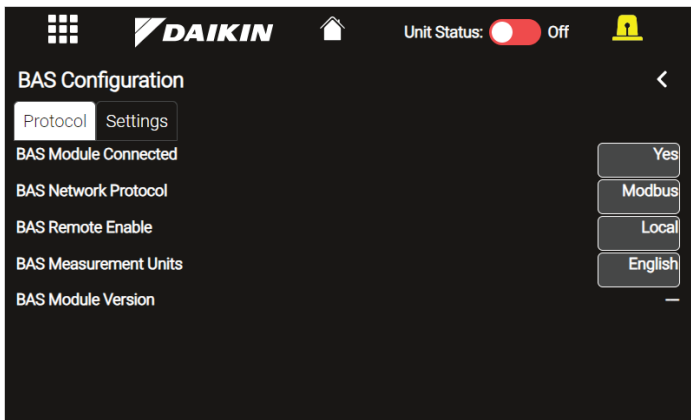 DAIKIN Unit Status: Off
BAS Configuration
Protocol Settings
BAS Module Connected Yes
BAS Network Protocol Modbus
BAS Remote Enable Local
BAS Measurement Units English
BAS Module Version —